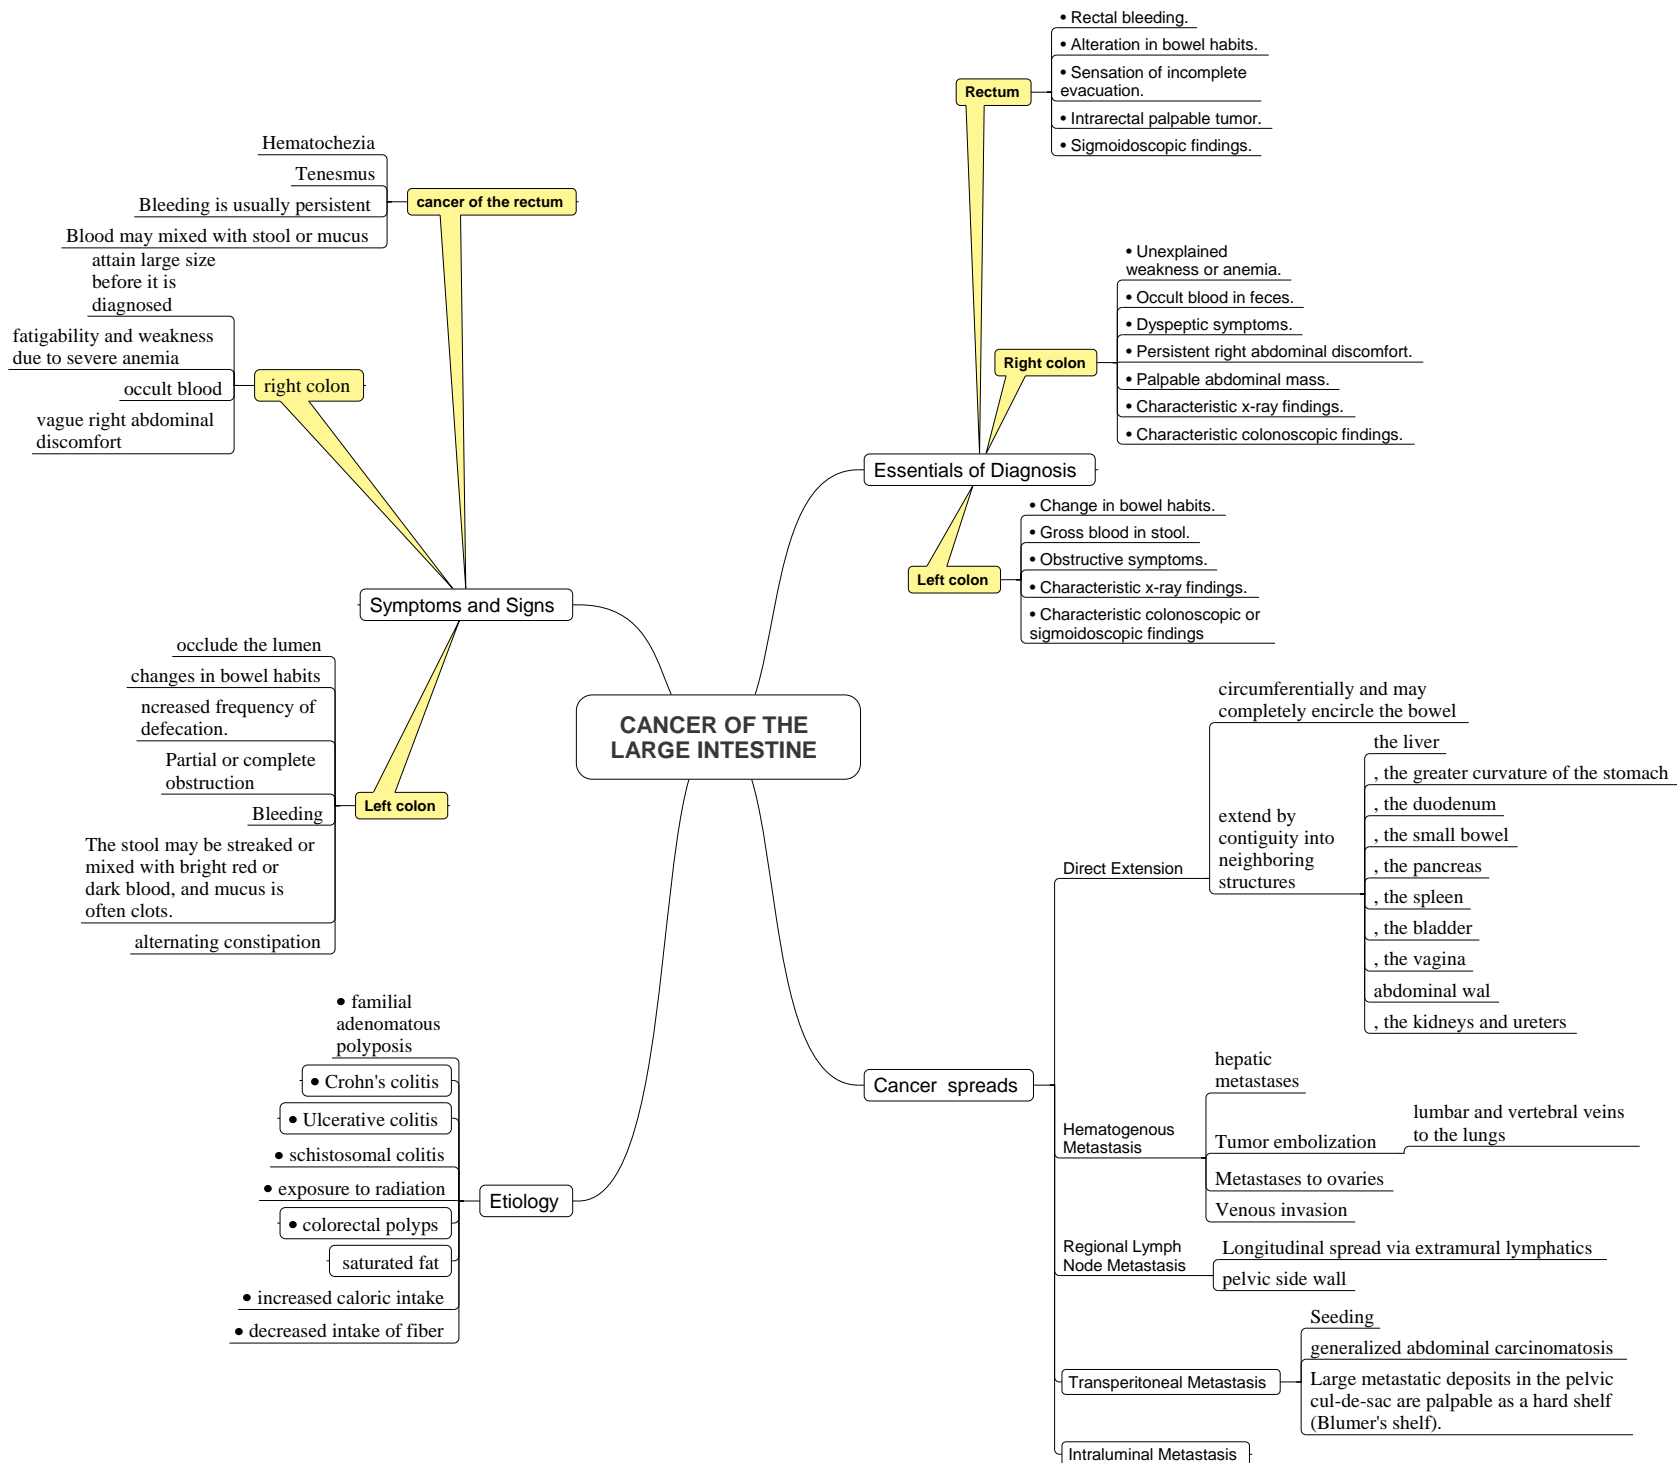 CANCER OF THE
LARGE INTESTINE
Essentials of Diagnosis
Rectum
• Rectal bleeding.
• Alteration in bowel habits.
• Sensation of incomplete
evacuation.
• Intrarectal palpable tumor.
• Sigmoidoscopic findings.
Right colon
• Unexplained
weakness or anemia.
• Occult blood in feces.
• Dyspeptic symptoms.
• Persistent right abdominal discomfort.
• Palpable abdominal mass.
• Characteristic x-ray findings.
• Characteristic colonoscopic findings.
Left colon
• Change in bowel habits.
• Gross blood in stool.
• Obstructive symptoms.
• Characteristic x-ray findings.
• Characteristic colonoscopic or
sigmoidoscopic findings
Cancer  spreads
Direct Extension
circumferentially and may
completely encircle the bowel
extend by
contiguity into
neighboring
structures
the liver
, the greater curvature of the stomach
, the duodenum
, the small bowel
, the pancreas
, the spleen
, the bladder
, the vagina
abdominal wal
, the kidneys and ureters
Hematogenous
Metastasis
hepatic
metastases
Tumor embolization
lumbar and vertebral veins
to the lungs
Metastases to ovaries
Venous invasion
Regional Lymph
Node Metastasis
Longitudinal spread via extramural lymphatics
pelvic side wall
Transperitoneal Metastasis
Seeding
generalized abdominal carcinomatosis
Large metastatic deposits in the pelvic
cul-de-sac are palpable as a hard shelf
(Blumer's shelf).
Intraluminal Metastasis
Symptoms and Signs
cancer of the rectum
Hematochezia
Tenesmus
Bleeding is usually persistent
Blood may mixed with stool or mucus
right colon
attain large size
before it is
diagnosed
fatigability and weakness
due to severe anemia
occult blood
vague right abdominal
discomfort
Left colon
occlude the lumen
changes in bowel habits
ncreased frequency of
defecation.
Partial or complete
obstruction
Bleeding
The stool may be streaked or
mixed with bright red or
dark blood, and mucus is
often clots.
alternating constipation
Etiology
• familial
adenomatous
polyposis
• Crohn's colitis
• Ulcerative colitis
• schistosomal colitis
• exposure to radiation
• colorectal polyps
saturated fat
• increased caloric intake
• decreased intake of fiber